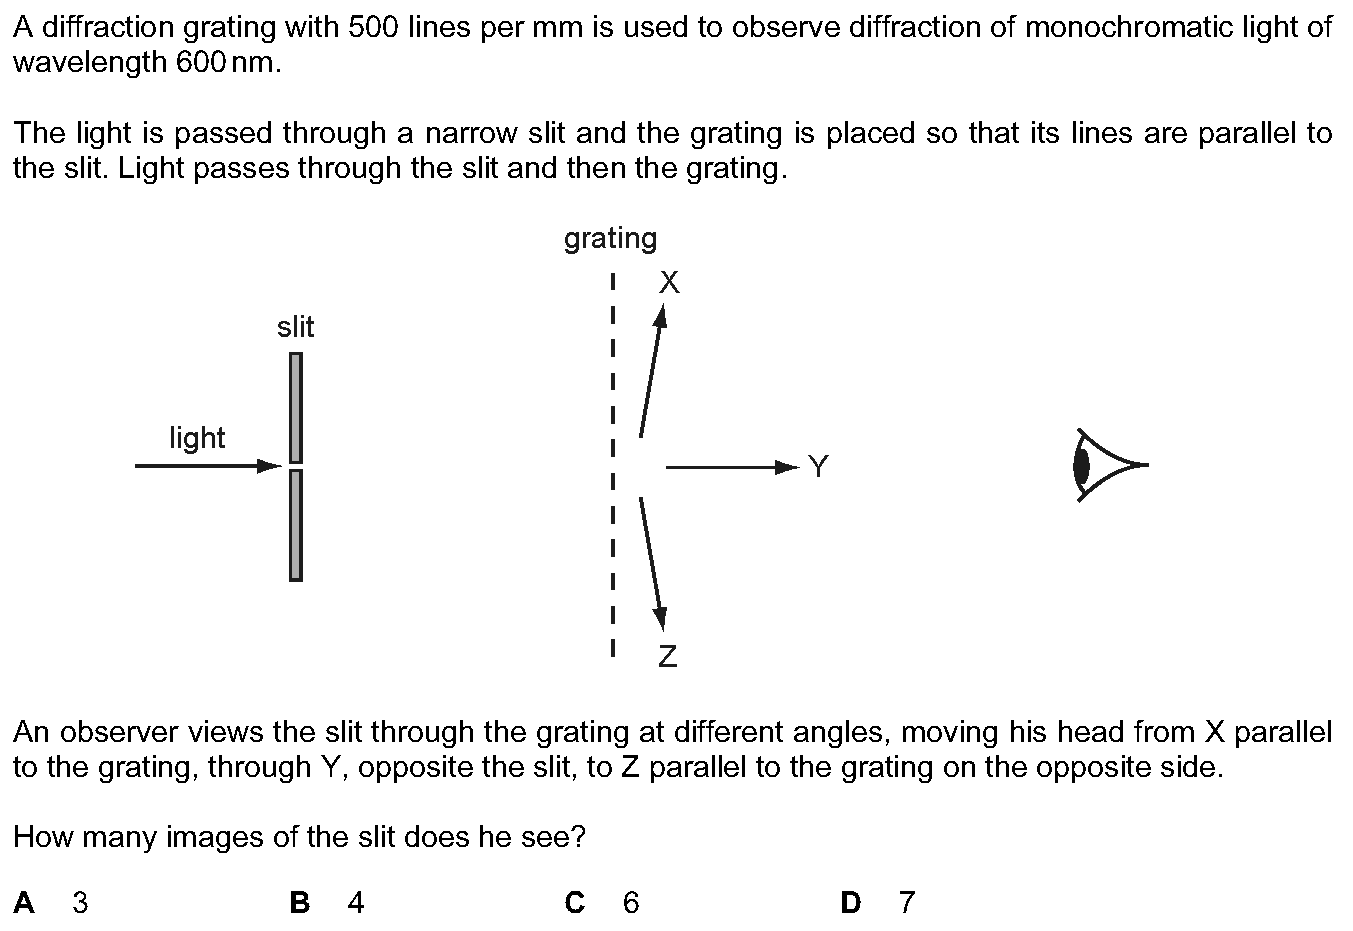 A diffraction grating with 500 lines per mm is used to observe diffraction of monochromatic light of
wavelength 600 nm.
The light is passed through a narrow slit and the grating is placed so that its lines are parallel to
the slit. Light passes through the slit and then the grating.
grating
X
slit
light
Y
Z
An observer views the slit through the grating at different angles, moving his head from X parallel
to the grating, through Y, opposite the slit, to Z parallel to the grating on the opposite side.
How many images of the slit does he see?
A 3 B 4 C 6 D 7